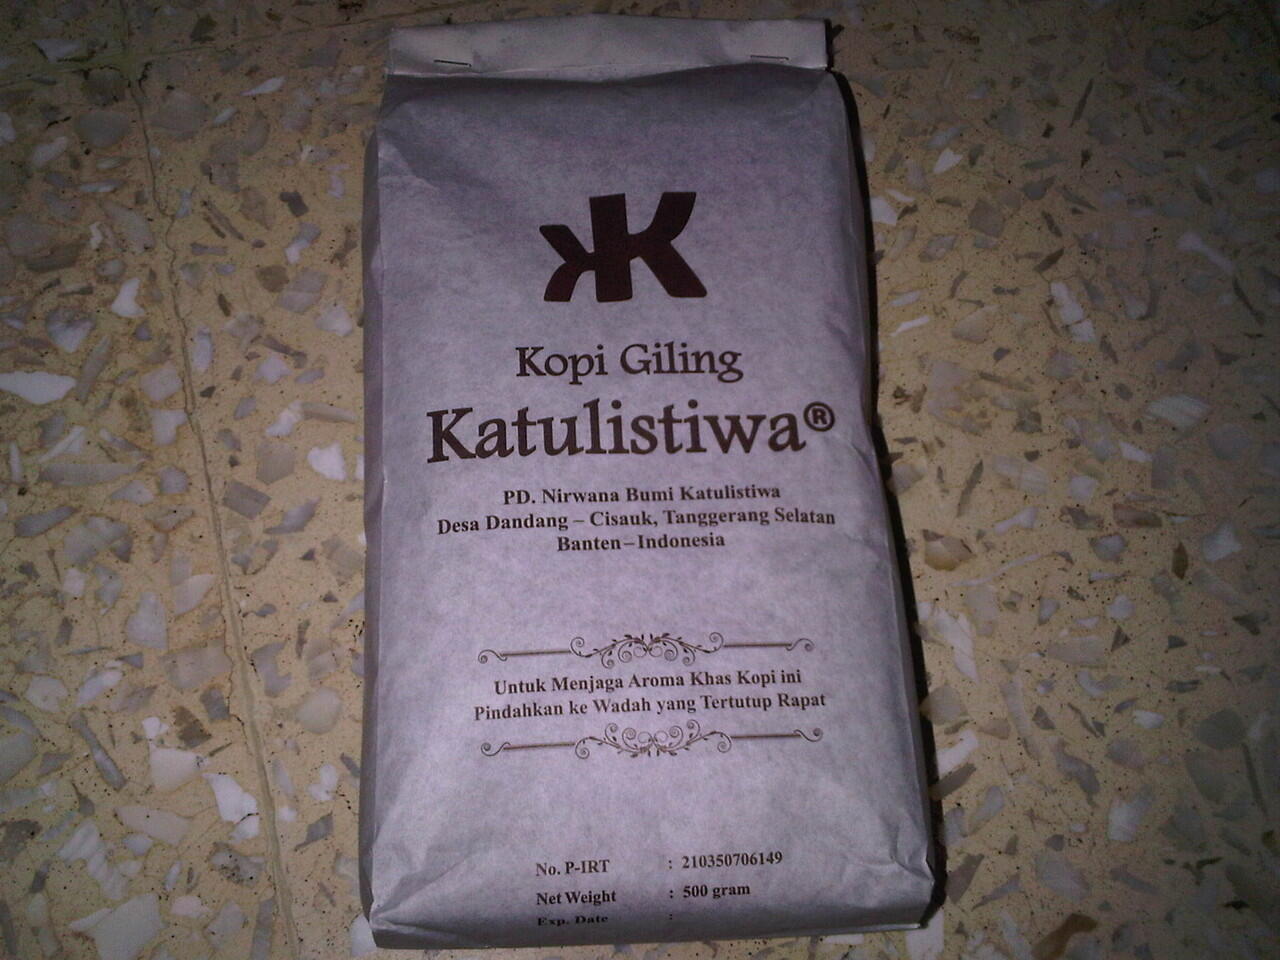 KK
Kopi Giling
Katulistiwa®
PD. Nirwana Bumi Katulistiwa
Desa Dandang – Cisauk, Tanggerang Selatan
Banten – Indonesia
Untuk Menjaga Aroma Khas Kopi ini
Pindahkan ke Wadah yang Tertutup Rapat
No. P-IRT : 210350706149
Net Weight : 500 gram
Exp. Date :